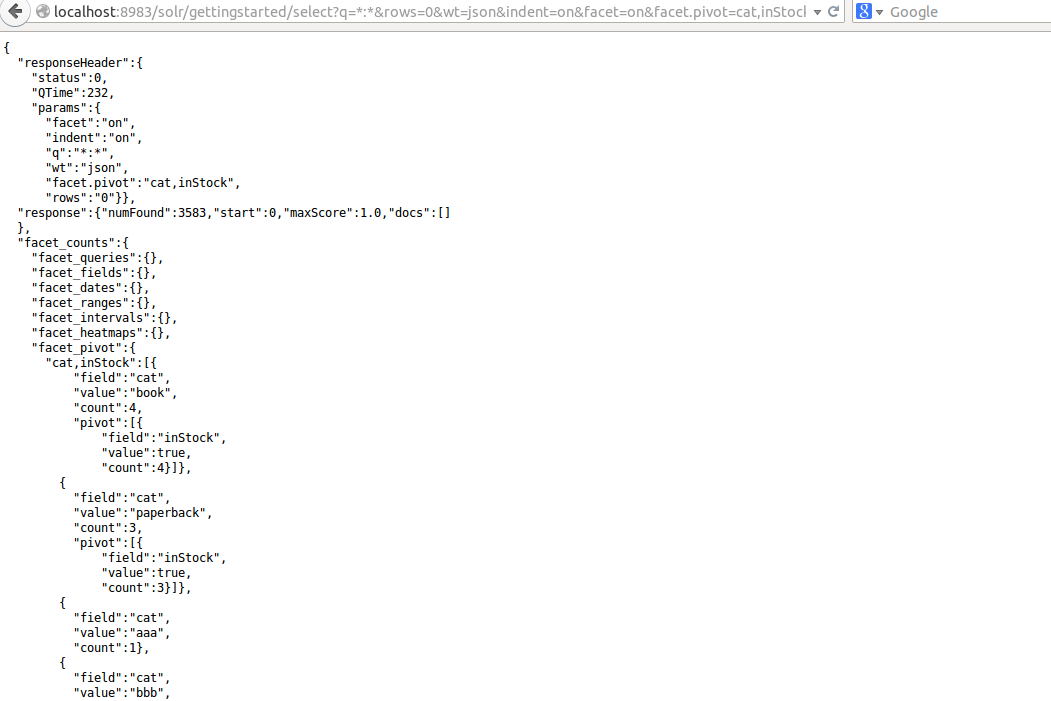 localhost:8983/solr/gettingstarted/select?q=*:*&rows=0&wt=json&indent=on&facet=on&facet.pivot=cat,inStock
8 Google
{
  "responseHeader":{
    "status":0,
    "QTime":232,
    "params":{
      "facet":"on",
      "indent":"on",
      "q":"*:*",
      "wt":"json",
      "facet.pivot":"cat,inStock",
      "rows":"0"}},
  "response":{"numFound":3583,"start":0,"maxScore":1.0,"docs":[]
  },
  "facet_counts":{
    "facet_queries":{},
    "facet_fields":{},
    "facet_dates":{},
    "facet_ranges":{},
    "facet_intervals":{},
    "facet_heatmaps":{},
    "facet_pivot":{
      "cat,inStock":[{
          "field":"cat",
          "value":"book",
          "count":4,
          "pivot":[{
              "field":"inStock",
              "value":true,
              "count":4}]},
        {
          "field":"cat",
          "value":"paperback",
          "count":3,
          "pivot":[{
              "field":"inStock",
              "value":true,
              "count":3}]},
        {
          "field":"cat",
          "value":"aaa",
          "count":1},
        {
          "field":"cat",
          "value":"bbb",